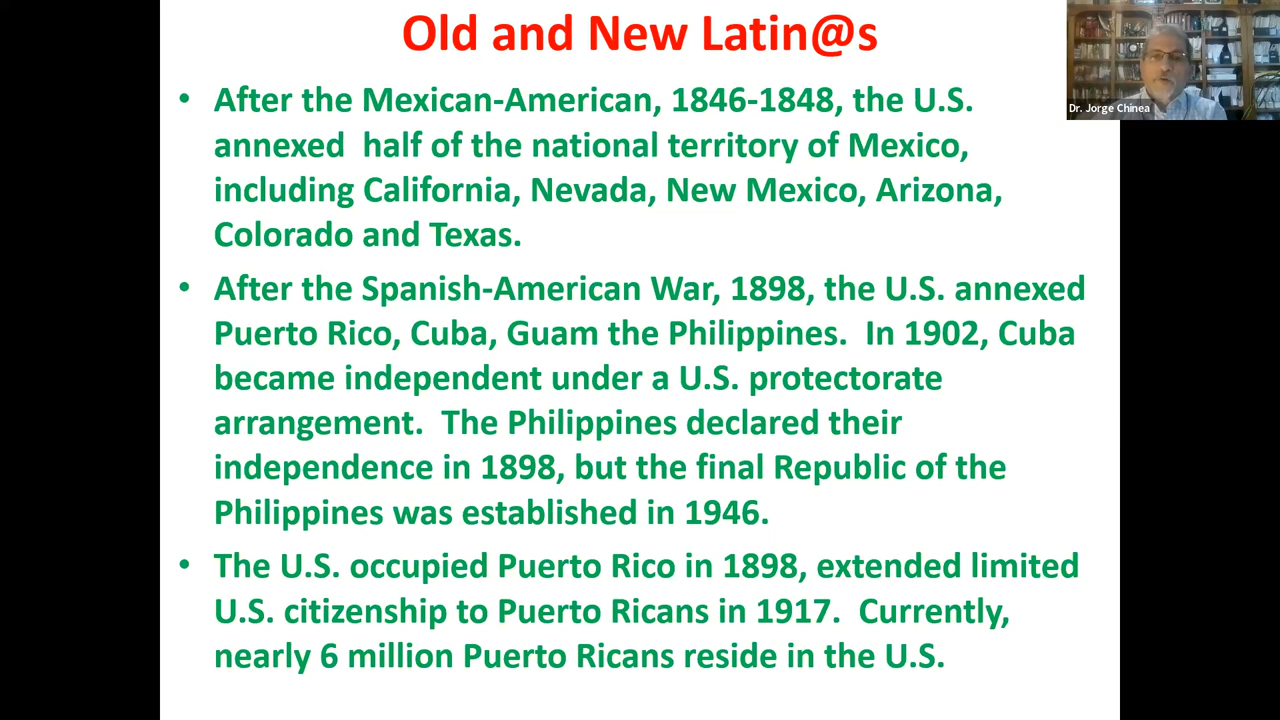 Old and New Latin@s
• After the Mexican-American, 1846-1848, the U.S.
annexed  half of the national territory of Mexico,
including California, Nevada, New Mexico, Arizona,
Colorado and Texas.
• After the Spanish-American War, 1898, the U.S. annexed
Puerto Rico, Cuba, Guam the Philippines.  In 1902, Cuba
became independent under a U.S. protectorate
arrangement.  The Philippines declared their
independence in 1898, but the final Republic of the
Philippines was established in 1946.
• The U.S. occupied Puerto Rico in 1898, extended limited
U.S. citizenship to Puerto Ricans in 1917.  Currently,
nearly 6 million Puerto Ricans reside in the U.S.
Dr. Jorge Chinea